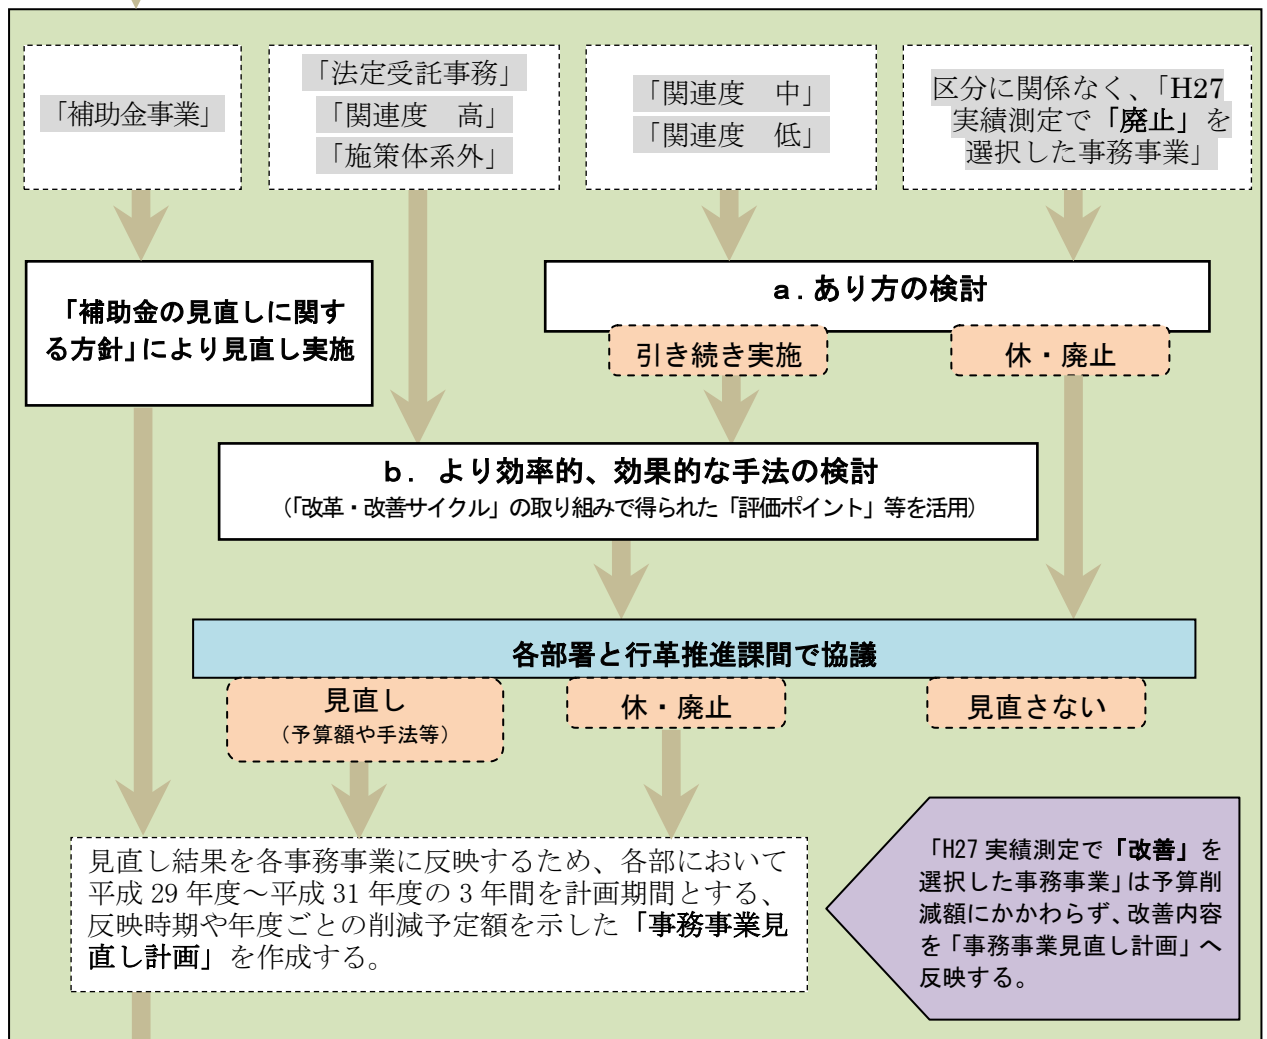 「補助金事業」
「法定受託事務」
「関連度　高」
「施策体系外」
「関連度　中」
「関連度　低」
区分に関係なく、「H27
実績測定で「廃止」を
選択した事務事業」
「補助金の見直しに関す
る方針」により見直し実施
a.あり方の検討
引き続き実施
休・廃止
b. より効率的、効果的な手法の検討
（「改革・改善サイクル」の取り組みで得られた「評価ポイント」等を活用）
各部署と行革推進課間で協議
見直し
（予算額や手法等）
休・廃止
見直さない
見直し結果を各事務事業に反映するため、各部において
平成 29 年度～平成 31 年度の 3 年間を計画期間とする、
反映時期や年度ごとの削減予定額を示した「事務事業見
直し計画」を作成する。
「H27 実績測定で「改善」を
選択した事務事業」は予算削
減額にかかわらず、改善内容
を「事務事業見直し計画」へ
反映する。